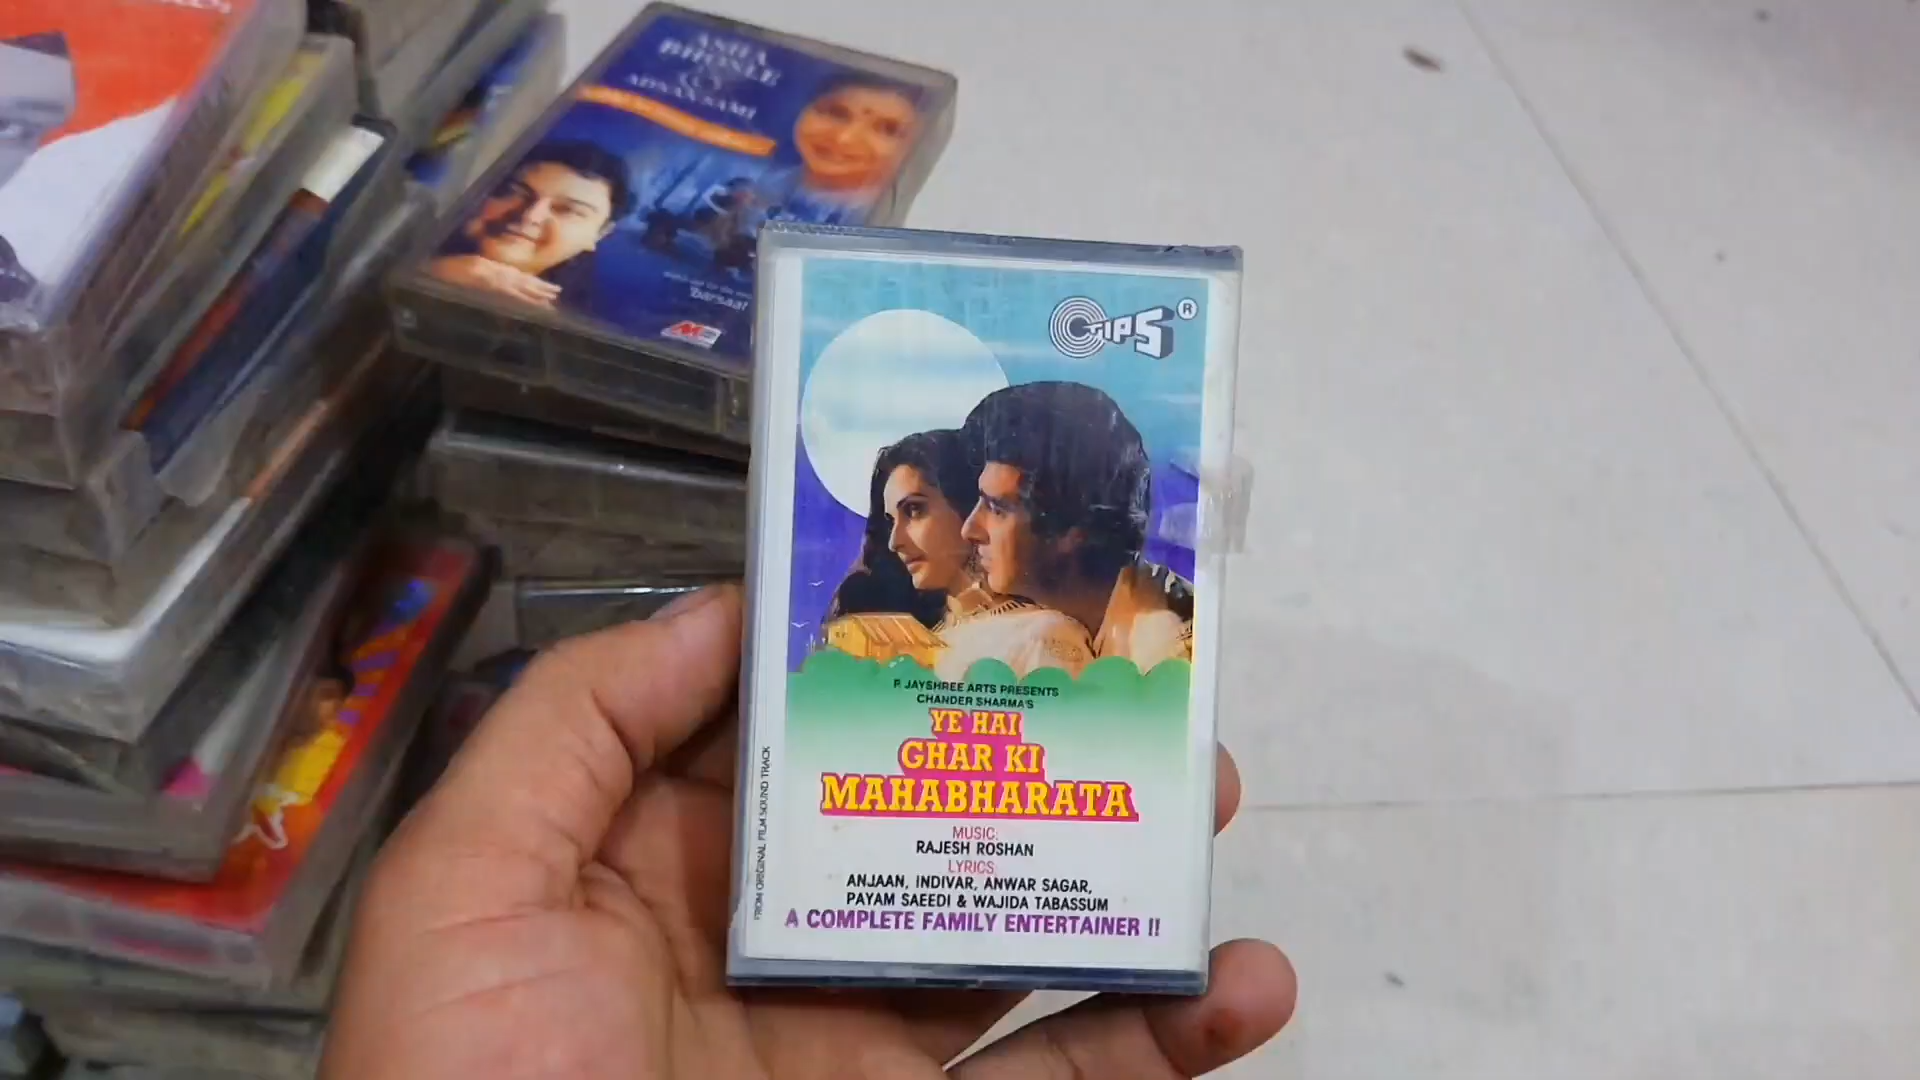 ASHA
BHOSLE
ADNAN SAMI
barsaat
TIPS ®
P. JAYSHREE ARTS PRESENTS
CHANDER SHARMA'S
YE HAI
GHAR KI
MAHABHARATA
MUSIC:
RAJESH ROSHAN
LYRICS:
ANJAAN, INDIVAR, ANWAR SAGAR,
PAYAM SAEEDI & WAJIDA TABASSUM
A COMPLETE FAMILY ENTERTAINER !!
FROM ORIGINAL FILM SOUND TRACK